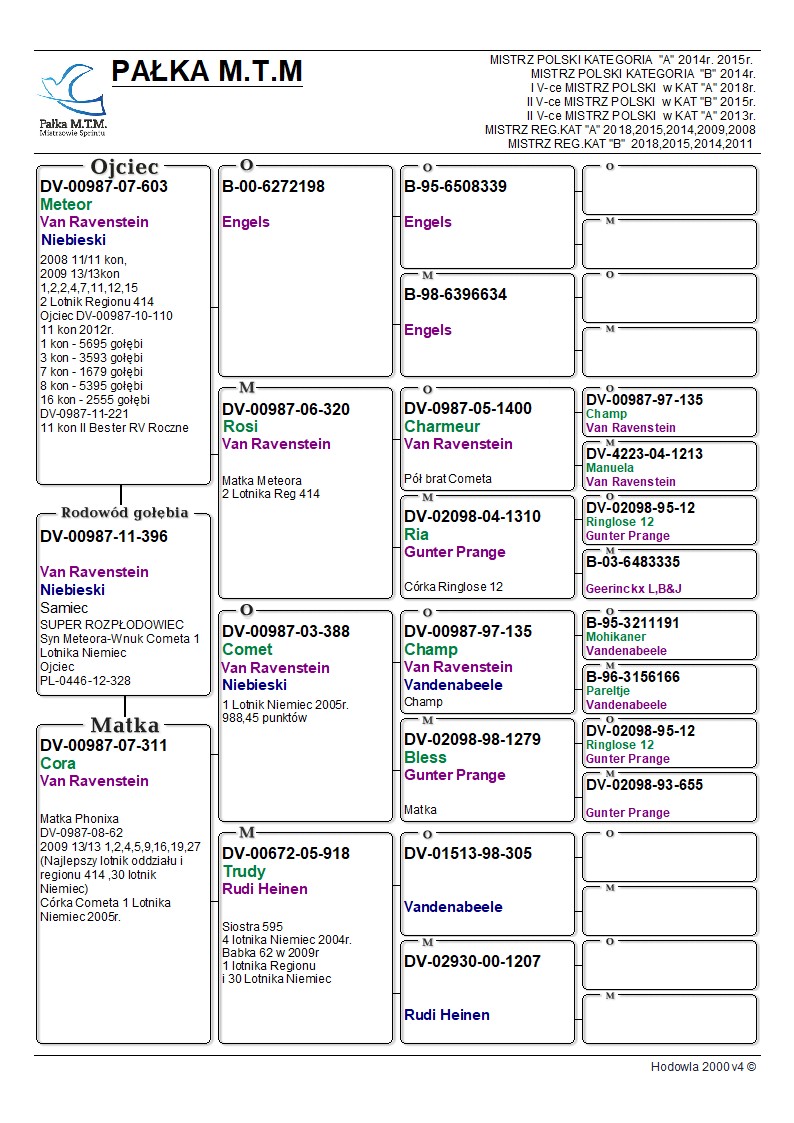 PAŁKA M.T.M
Pałka M.T.M.
Mistrzowie Sprintu
MISTRZ POLSKI KATEGORIA "A" 2014r. 2015r.
MISTRZ POLSKI KATEGORIA "B" 2014r.
I V-ce MISTRZ POLSKI w KAT "A" 2018r.
II V-ce MISTRZ POLSKI w KAT "B" 2015r.
II V-ce MISTRZ POLSKI w KAT "A" 2013r.
MISTRZ REG.KAT "A" 2018,2015,2014,2009,2008
MISTRZ REG.KAT "B" 2018,2015,2014,2011
Ojciec
DV-00987-07-603
Meteor
Van Ravenstein
Niebieski
2008 11/11 kon,
2009 13/13kon
1,2,2,4,7,11,12,15
2 Lotnik Regionu 414
Ojciec DV-00987-10-110
11 kon 2012r.
1 kon - 5695 gołębi
3 kon - 3593 gołębi
7 kon - 1679 gołębi
8 kon - 5395 gołębi
16 kon - 2555 gołębi
DV-0987-11-221
11 kon II Bester RV Roczne
Rodowód gołębia
DV-00987-11-396
Van Ravenstein
Niebieski
Samiec
SUPER ROZPŁODOWIEC
Syn Meteora-Wnuk Cometa 1
Lotnika Niemiec
Ojciec
PL-0446-12-328
Matka
DV-00987-07-311
Cora
Van Ravenstein
Matka Phonixa
DV-0987-08-62
2009 13/13 1,2,4,5,9,16,19,27
(Najlepszy lotnik oddziału i
regionu 414 ,30 lotnik
Niemiec)
Córka Cometa 1 Lotnika
Niemiec 2005r.
O
B-00-6272198
Engels
M
DV-00987-06-320
Rosi
Van Ravenstein
Matka Meteora
2 Lotnika Reg 414
O
DV-00987-03-388
Comet
Van Ravenstein
Niebieski
1 Lotnik Niemiec 2005r.
988,45 punktów
M
DV-00672-05-918
Trudy
Rudi Heinen
Siostra 595
4 lotnika Niemiec 2004r.
Babka 62 w 2009r
1 lotnika Regionu
i 30 Lotnika Niemiec
O
B-95-6508339
Engels
M
B-98-6396634
Engels
O
DV-0987-05-1400
Charmeur
Van Ravenstein
Pół brat Cometa
M
DV-02098-04-1310
Ria
Gunter Prange
Córka Ringlose 12
O
DV-00987-97-135
Champ
Van Ravenstein
Vandenabeele
Champ
M
DV-02098-98-1279
Bless
Gunter Prange
Matka
O
DV-01513-98-305
Vandenabeele
M
DV-02930-00-1207
Rudi Heinen
O
M
O
M
O
DV-00987-97-135
Champ
Van Ravenstein
M
DV-4223-04-1213
Manuela
Van Ravenstein
O
DV-02098-95-12
Ringlose 12
Gunter Prange
M
B-03-6483335
Geerinckx L,B&J
O
B-95-3211191
Mohikaner
Vandenabeele
M
B-96-3156166
Pareltje
Vandenabeele
O
DV-02098-95-12
Ringlose 12
Gunter Prange
M
DV-02098-93-655
Gunter Prange
O
M
O
M
Hodowla 2000 v4 ©